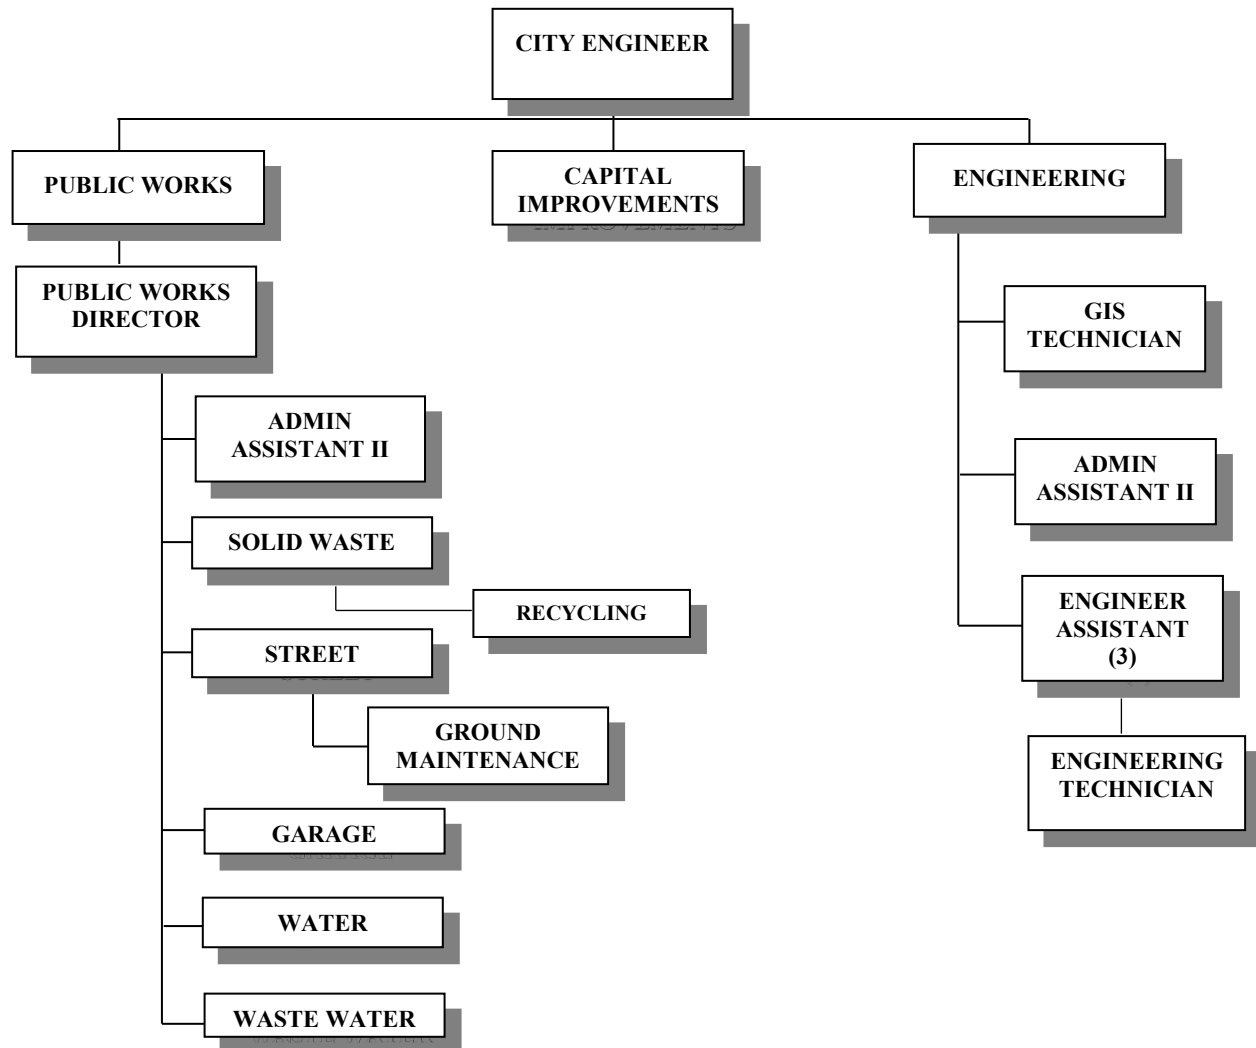 CITY ENGINEER
PUBLIC WORKS
CAPITAL
IMPROVEMENTS
ENGINEERING
PUBLIC WORKS
DIRECTOR
ADMIN
ASSISTANT II
SOLID WASTE
RECYCLING
STREET
GROUND
MAINTENANCE
GARAGE
WATER
WASTE WATER
GIS
TECHNICIAN
ADMIN
ASSISTANT II
ENGINEER
ASSISTANT
(3)
ENGINEERING
TECHNICIAN